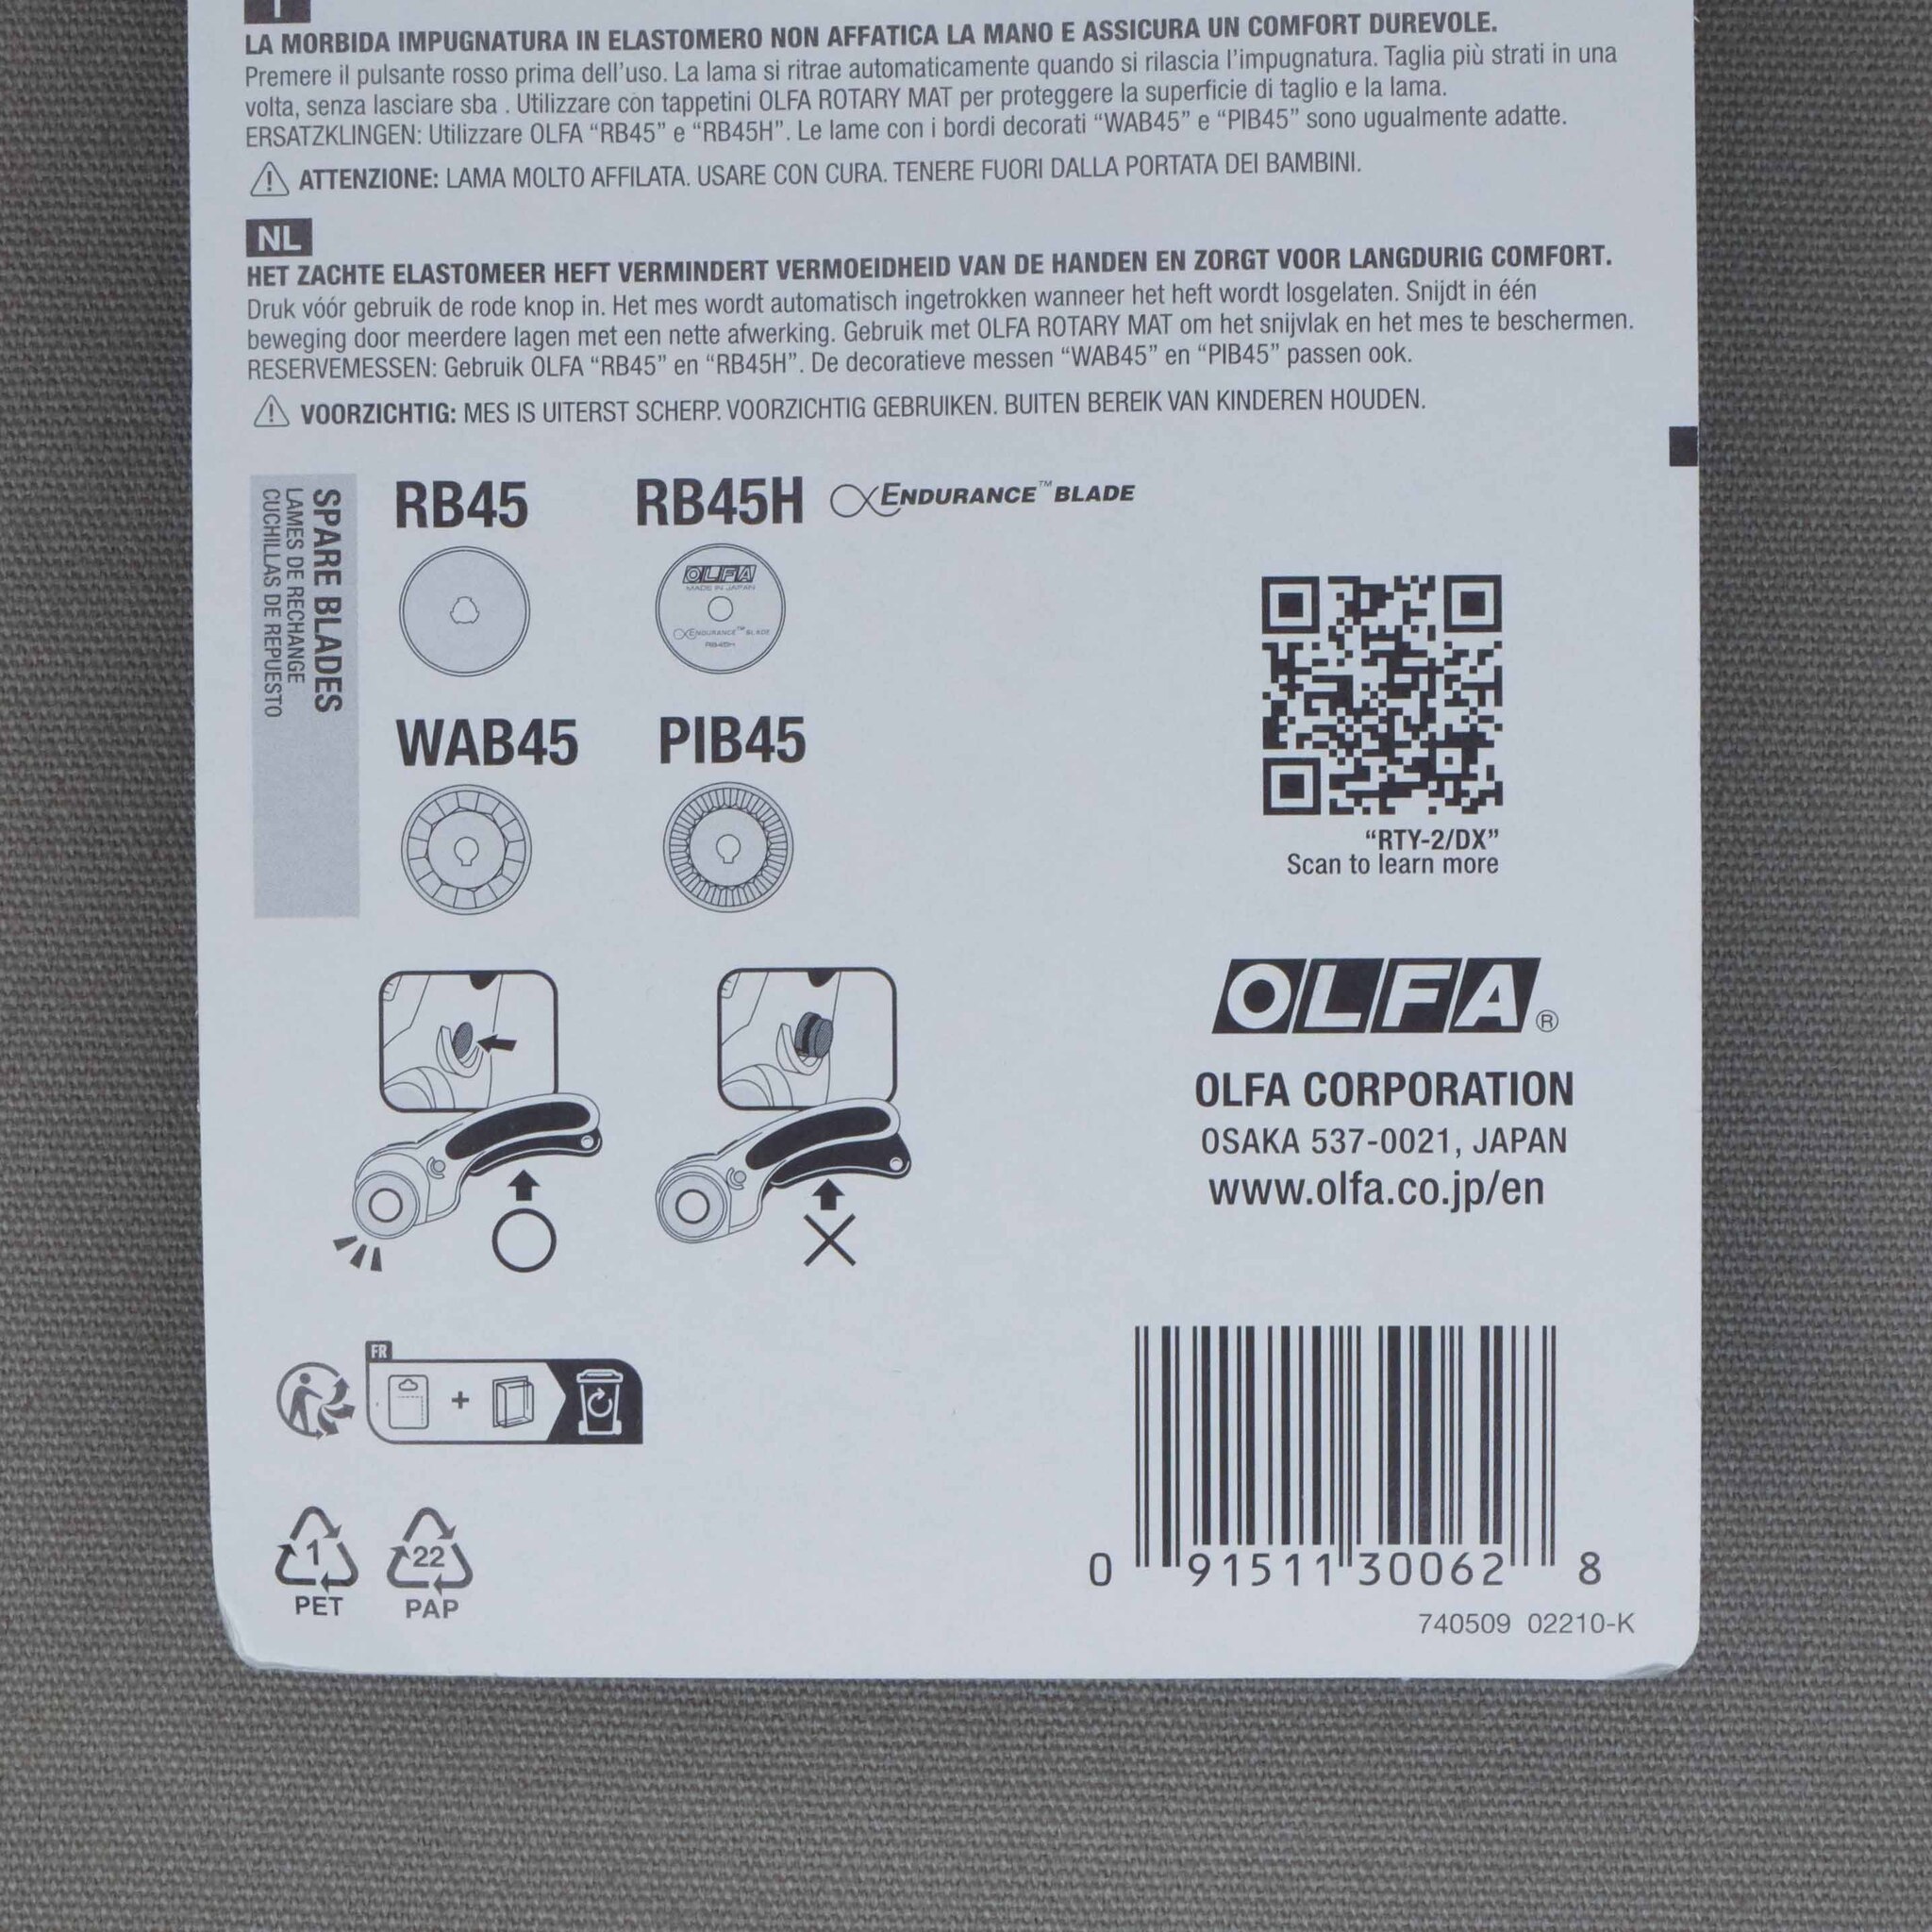 I
LA MORBIDA IMPUGNATURA IN ELASTOMERO NON AFFATICA LA MANO E ASSICURA UN COMFORT DUREVOLE.
Premere il pulsante rosso prima dell’uso. La lama si ritrae automaticamente quando si rilascia l’impugnatura. Taglia più strati in una
volta, senza lasciare sba . Utilizzare con tappetini OLFA ROTARY MAT per proteggere la superficie di taglio e la lama.
ERSATZKLINGEN: Utilizzare OLFA “RB45” e “RB45H”. Le lame con i bordi decorati “WAB45” e “PIB45” sono ugualmente adatte.
ATTENZIONE: LAMA MOLTO AFFILATA. USARE CON CURA. TENERE FUORI DALLA PORTATA DEI BAMBINI.
NL
HET ZACHTE ELASTOMEER HEFT VERMINDERT VERMOEIDHEID VAN DE HANDEN EN ZORGT VOOR LANGDURIG COMFORT.
Druk vóór gebruik de rode knop in. Het mes wordt automatisch ingetrokken wanneer het heft wordt losgelaten. Snijdt in één
beweging door meerdere lagen met een nette afwerking. Gebruik met OLFA ROTARY MAT om het snijvlak en het mes te beschermen.
RESERVEMESSEN: Gebruik OLFA “RB45” en “RB45H”. De decoratieve messen “WAB45” en “PIB45” passen ook.
VOORZICHTIG: MES IS UITERST SCHERP. VOORZICHTIG GEBRUIKEN. BUITEN BEREIK VAN KINDEREN HOUDEN.
SPARE BLADES
LAMES DE RECHANGE
CUCHILLAS DE REPUESTO
RB45
RB45H ENDURANCE™ BLADE
OLFA
MADE IN JAPAN
ENDURANCE™ BLADE
RB45H
WAB45
PIB45
“RTY-2/DX”
Scan to learn more
OLFA®
OLFA CORPORATION
OSAKA 537-0021, JAPAN
www.olfa.co.jp/en
FR
+
1
PET
22
PAP
0 91511 30062 8
740509 02210-K